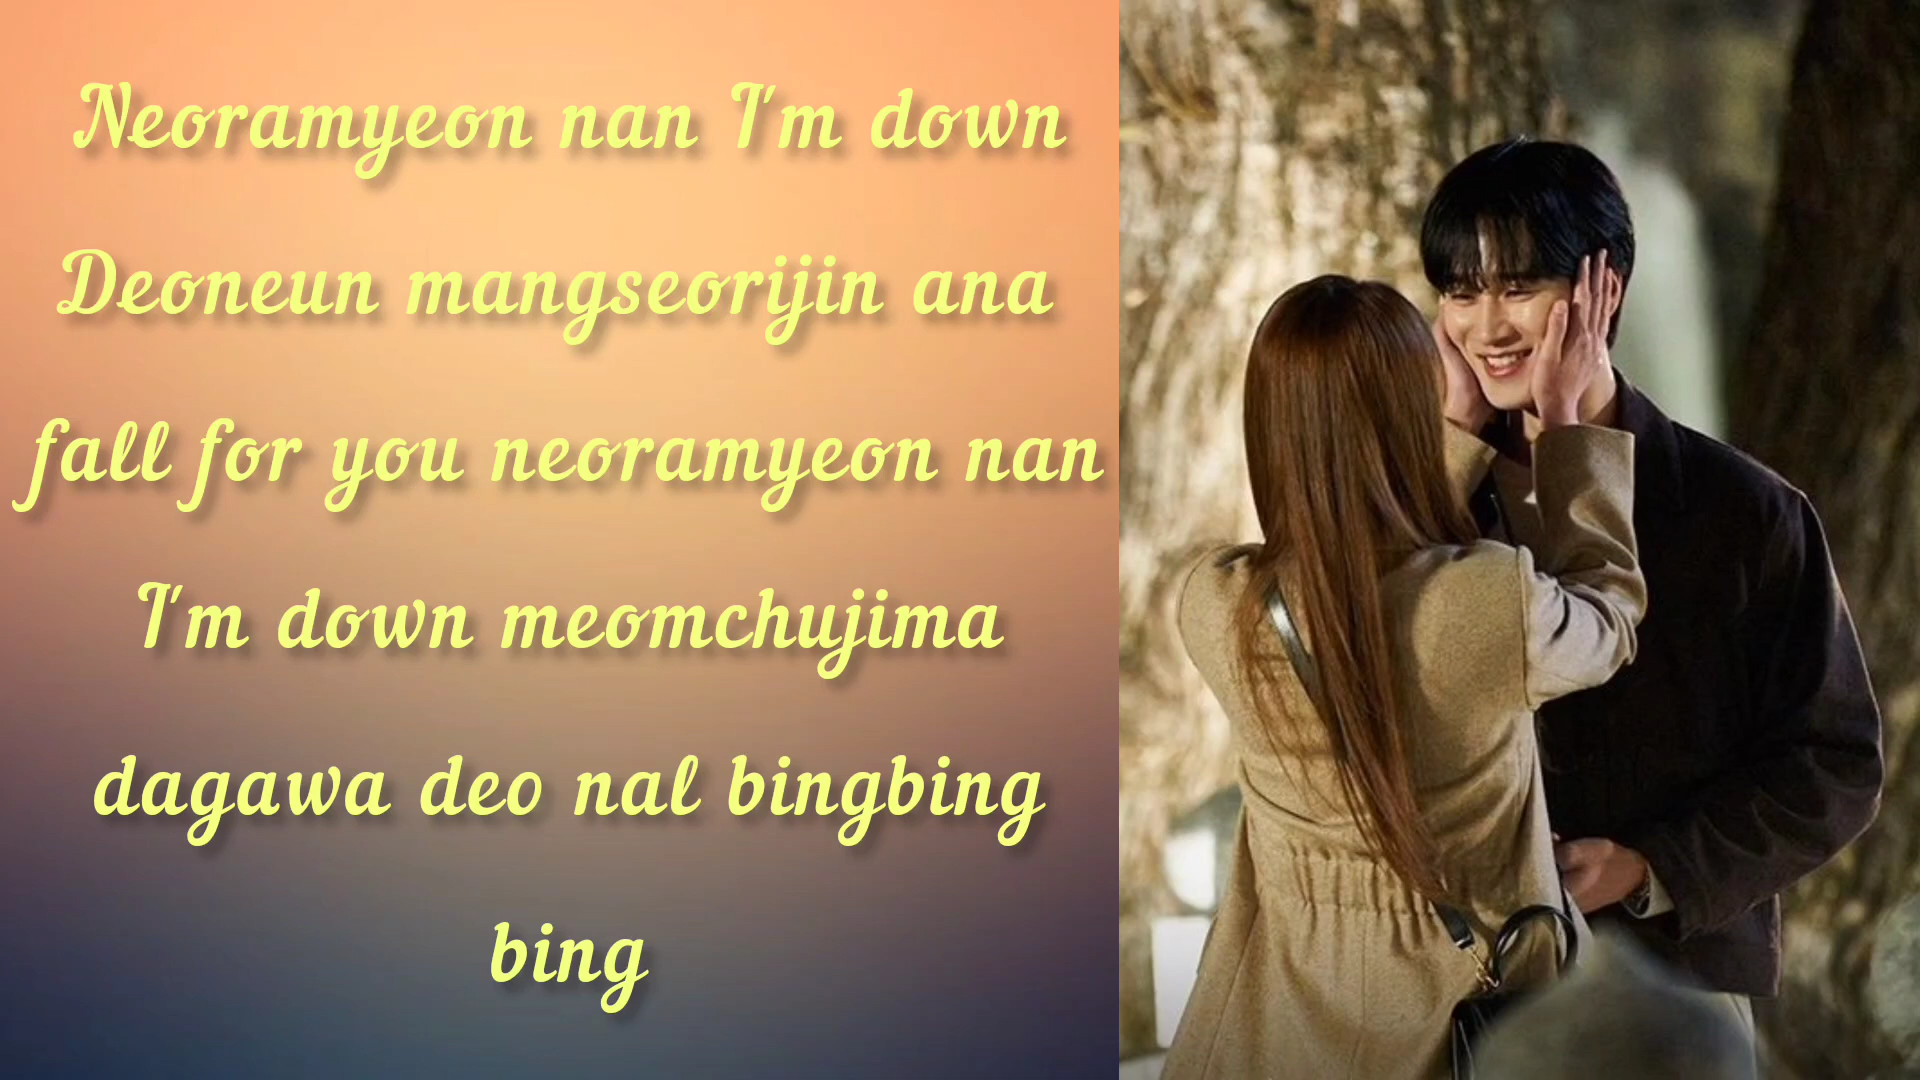 Neoramyeon nan I'm down
Deoneun mangseorijin ana
fall for you neoramyeon nan
I'm down meomchujima
dagawa deo nal bingbing
bing